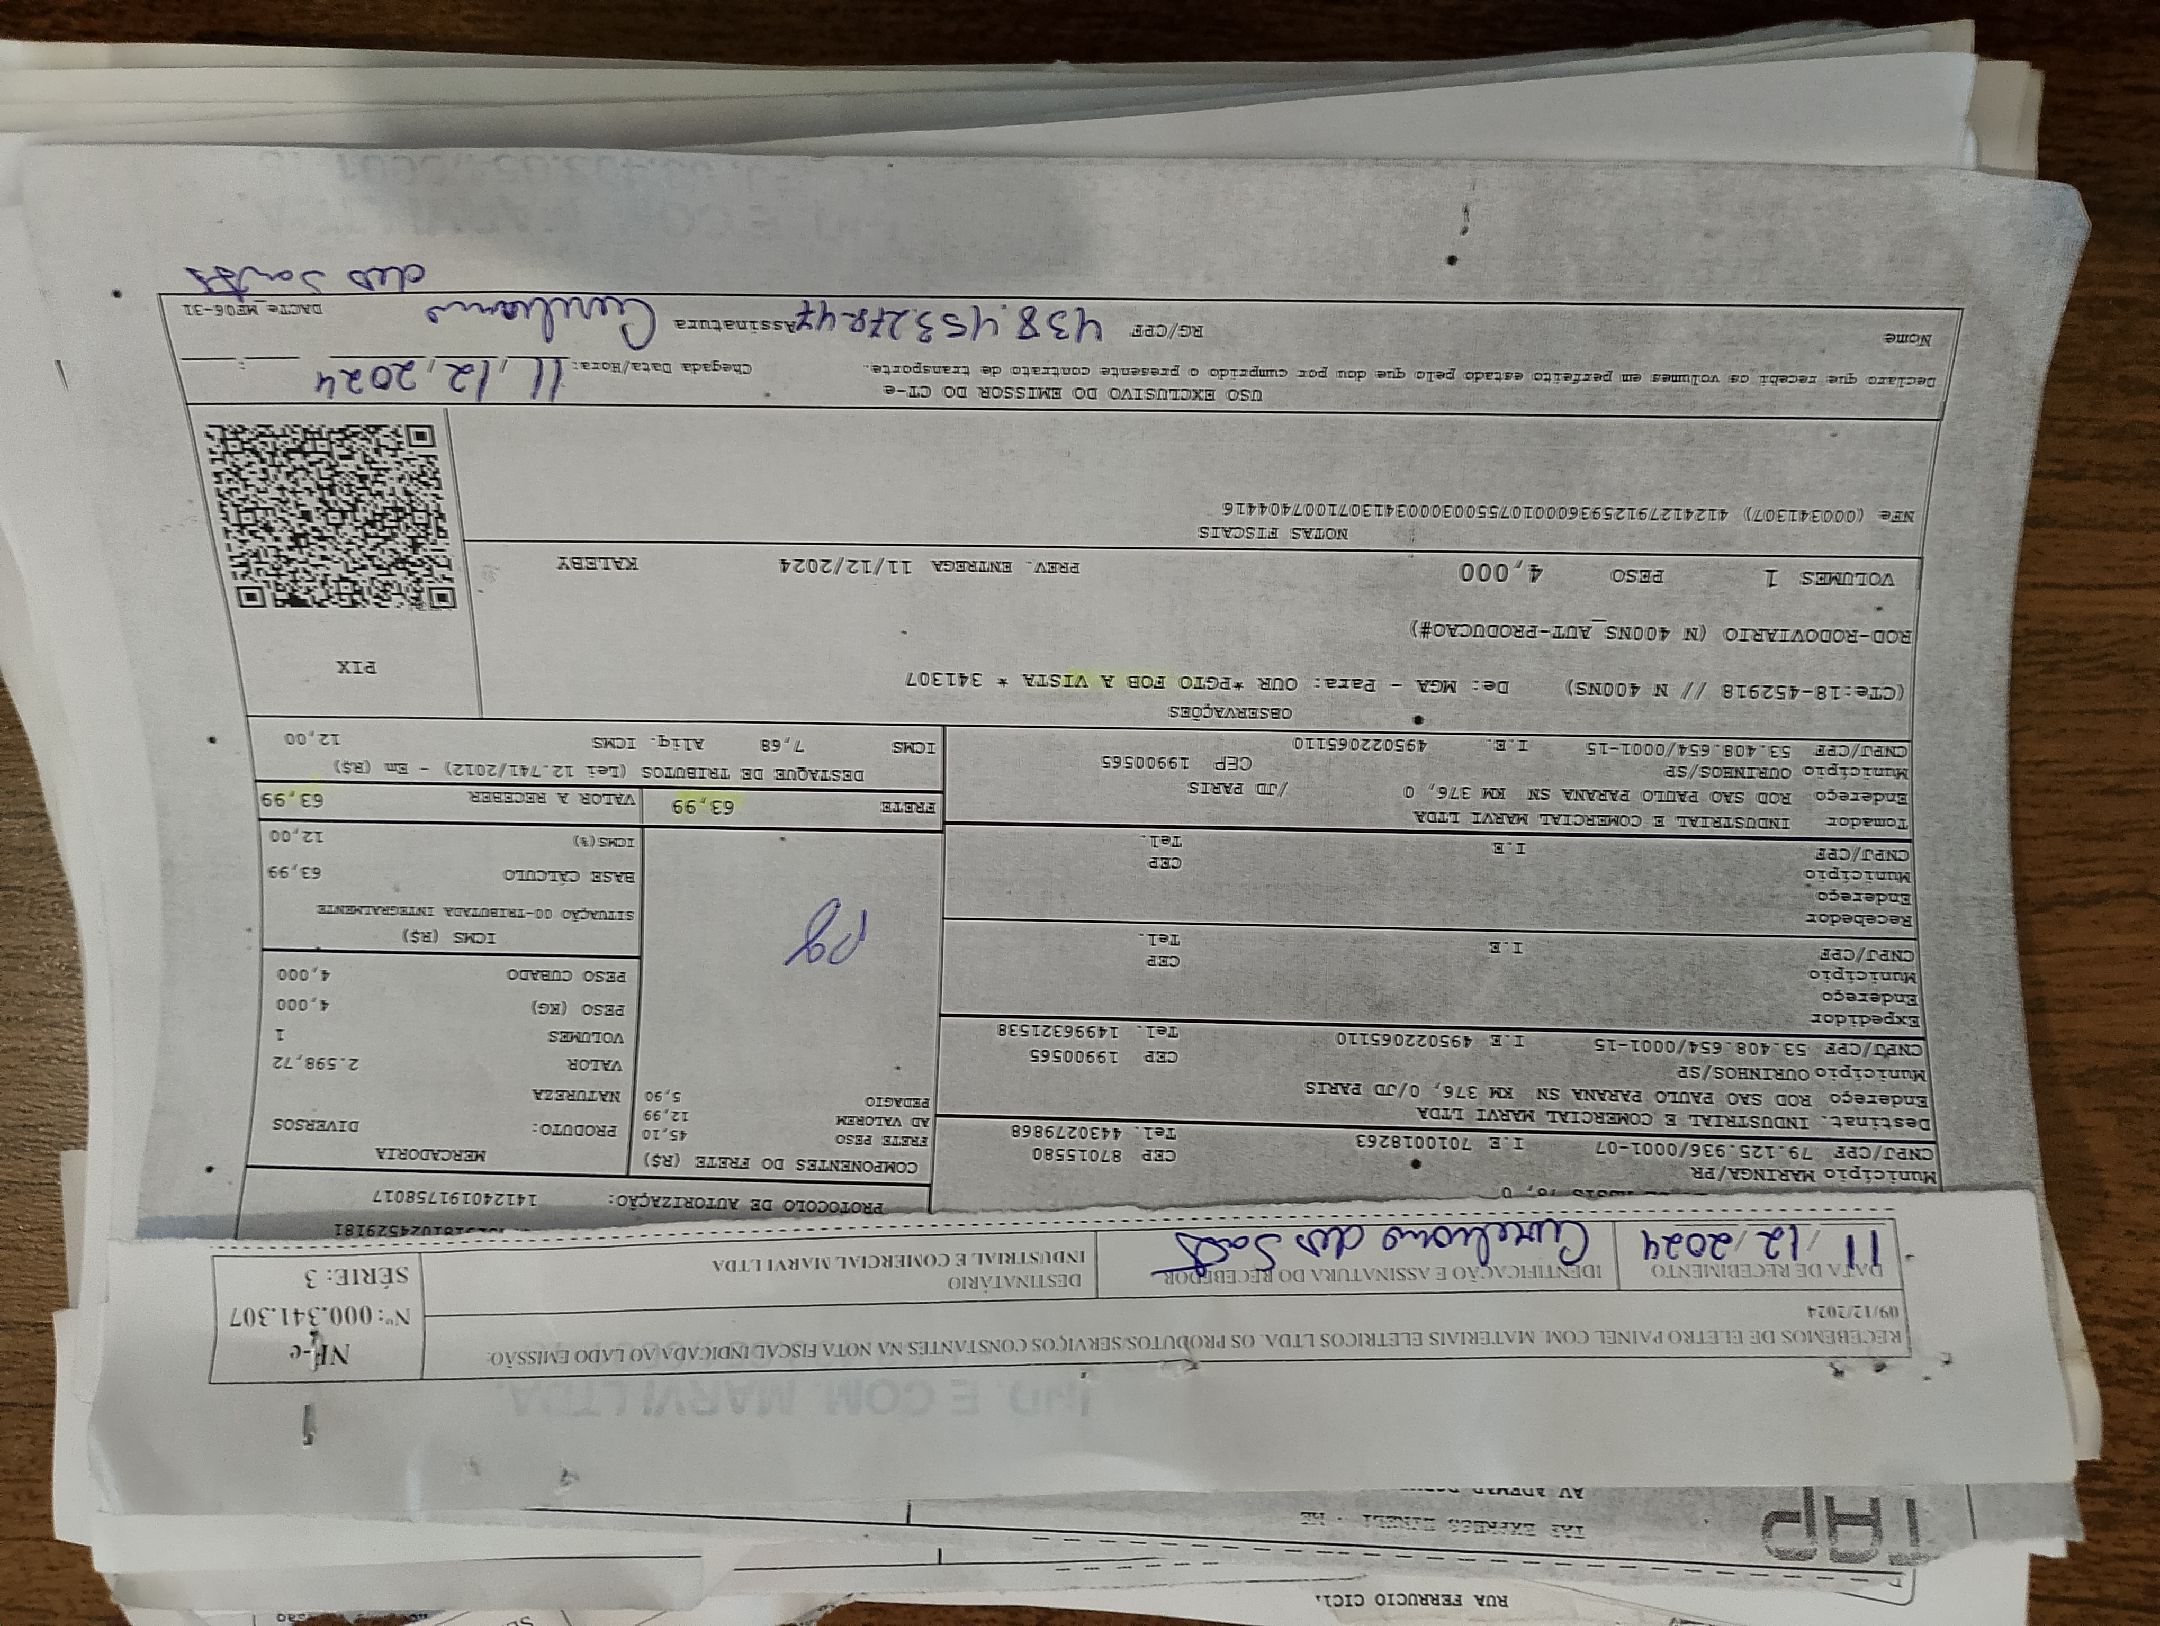 RUA FERRUCIO CICI,
TAP
TAP EXPRESS EIRELI - ME
IND. E COM. MARVI LTDA.
RECEBEMOS DE ELETRO PAINEL COM. MATERIAIS ELETRICOS LTDA. OS PRODUTOS/SERVIÇOS CONSTANTES NA NOTA FISCAL INDICADA AO LADO EMISSÃO:
09/12/2024
NF-e
Nº: 000.341.307
SÉRIE: 3
DATA DE RECEBIMENTO
11/12/2024
IDENTIFICAÇÃO E ASSINATURA DO RECEBEDOR
dos Santos
DESTINATÁRIO
INDUSTRIAL E COMERCIAL MARVI LTDA
PROTOCOLO DE AUTORIZAÇÃO: 141240191758017
Município MARINGA/PR CEP 87015580
CNPJ/CPF 79.125.936/0001-07 I.E 7010018263 Tel. 4430279868
Destinat. INDUSTRIAL E COMERCIAL MARVI LTDA
Endereço ROD SAO PAULO PARANA SN KM 376, 0/JD PARIS
Município OURINHOS/SP CEP 19900565
CNPJ/CPF 53.408.654/0001-15 I.E 495022065110 Tel. 14996321538
Expedidor
Endereço
Município CEP
CNPJ/CPF I.E Tel.
Recebedor
Endereço
Município CEP
CNPJ/CPF I.E Tel.
Tomador INDUSTRIAL E COMERCIAL MARVI LTDA
Endereço ROD SAO PAULO PARANA SN KM 376, 0 /JD PARIS
Município OURINHOS/SP CEP 19900565
CNPJ/CPF 53.408.654/0001-15 I.E. 495022065110
COMPONENTES DO FRETE (R$)
FRETE PESO 45,10
AD VALOREM 12,99
PEDAGIO 5,90
pg
MERCADORIA
PRODUTO: DIVERSOS
NATUREZA
VALOR 2.598,72
VOLUMES 1
PESO (KG) 4,000
PESO CUBADO 4,000
ICMS (R$)
SITUAÇÃO 00-TRIBUTADA INTEGRALMENTE
BASE CÁLCULO 63,99
ICMS(%) 12,00
FRETE 63,99 VALOR A RECEBER 63,99
DESTAQUE DE TRIBUTOS (Lei 12.741/2012) - Em (R$)
ICMS 7,68 Aliq. ICMS 12,00
OBSERVAÇÕES
(CTe:18-452918 // N 400NS) De: MGA - Para: OUR *PGTO FOB A VISTA * 341307
ROD-RODOVIARIO (N 400NS_AUT-PRODUCAO#)
VOLUMES 1 PESO 4,000 PREV. ENTREGA 11/12/2024 KALEBY
PIX
NOTAS FISCAIS
NFe (000341307) 41241279125936000107550030003413071007404416
USO EXCLUSIVO DO EMISSOR DO CT-e
Declaro que recebi os volumes em perfeito estado pelo que dou por cumprido o presente contrato de transporte.
Chegada Data/Hora: 11/12/2024 :
Nome RG/CPF 438.453.278-47 Assinatura
dos Santos
DACTe_MF06-31